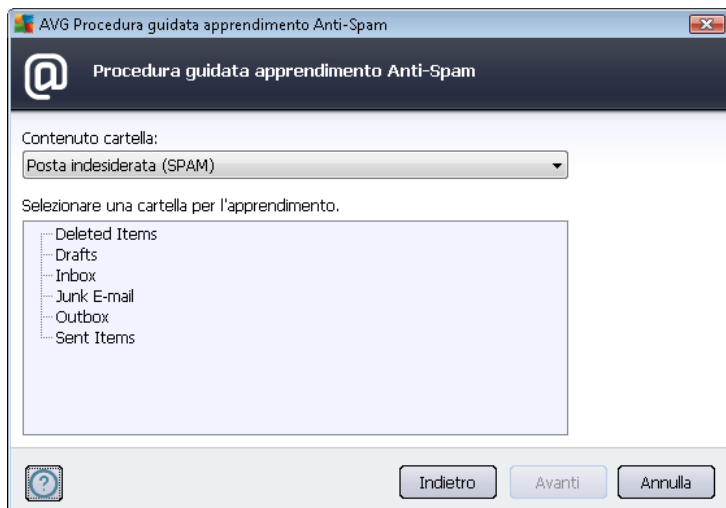 AVG Procedura guidata apprendimento Anti-Spam
Procedura guidata apprendimento Anti-Spam
Contenuto cartella:
Posta indesiderata (SPAM)
Selezionare una cartella per l'apprendimento.
Deleted Items
Drafts
Inbox
Junk E-mail
Outbox
Sent Items
Indietro
Avanti
Annulla